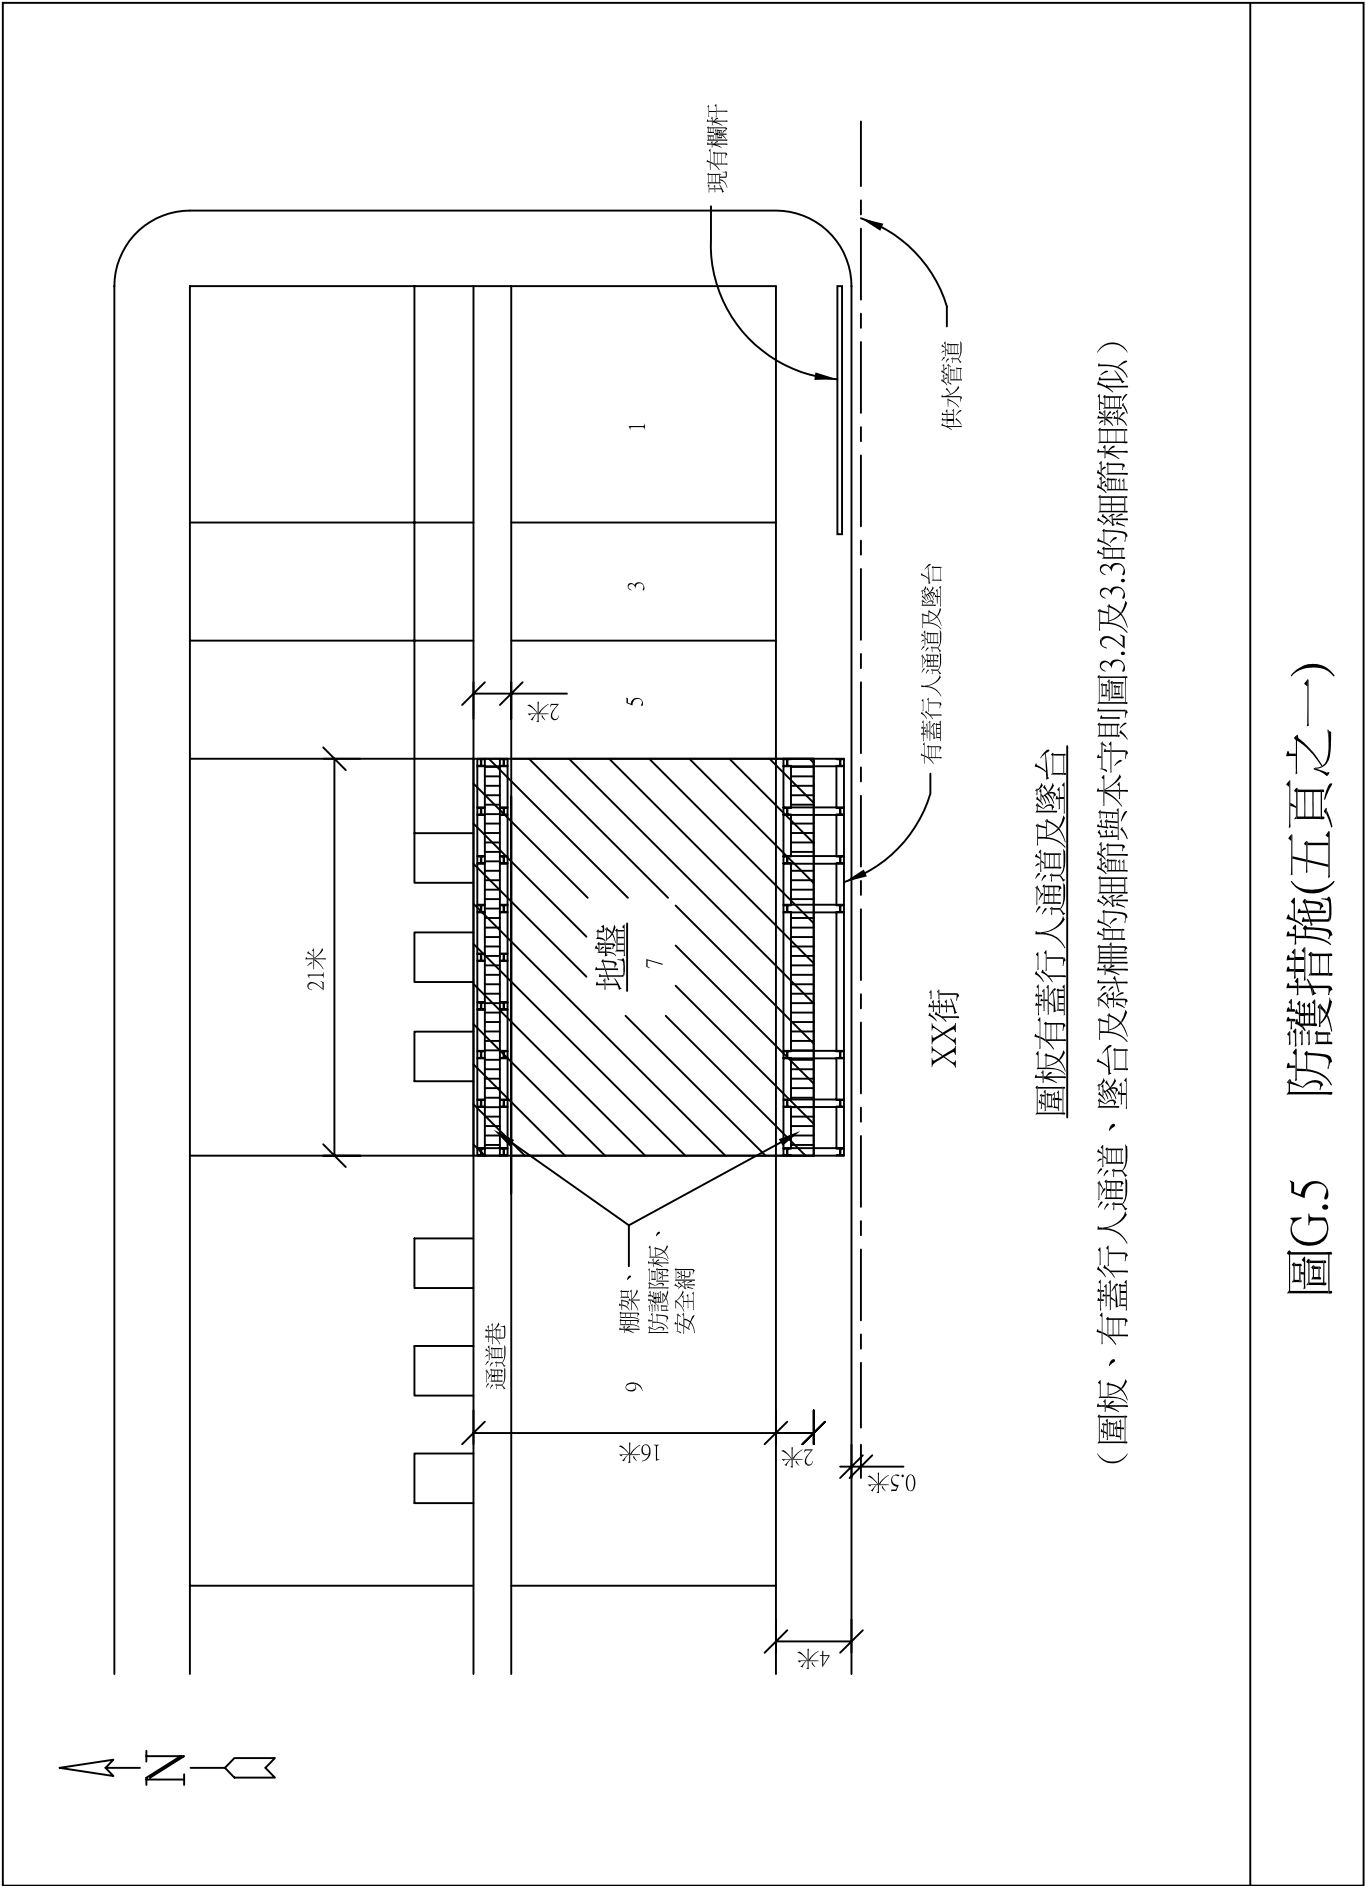 N
21米
2米
1
3
5
地盤
7
9
通道巷
棚架、
防護隔板、
安全網
16米
2米
4米
0.5米
現有欄杆
供水管道
有蓋行人通道及墜台
XX街
圍板有蓋行人通道及墜台
（圍板、有蓋行人通道、墜台及斜柵的細節與本守則圖3.2及3.3的細節相類似）
圖G.5 防護措施(五頁之一)